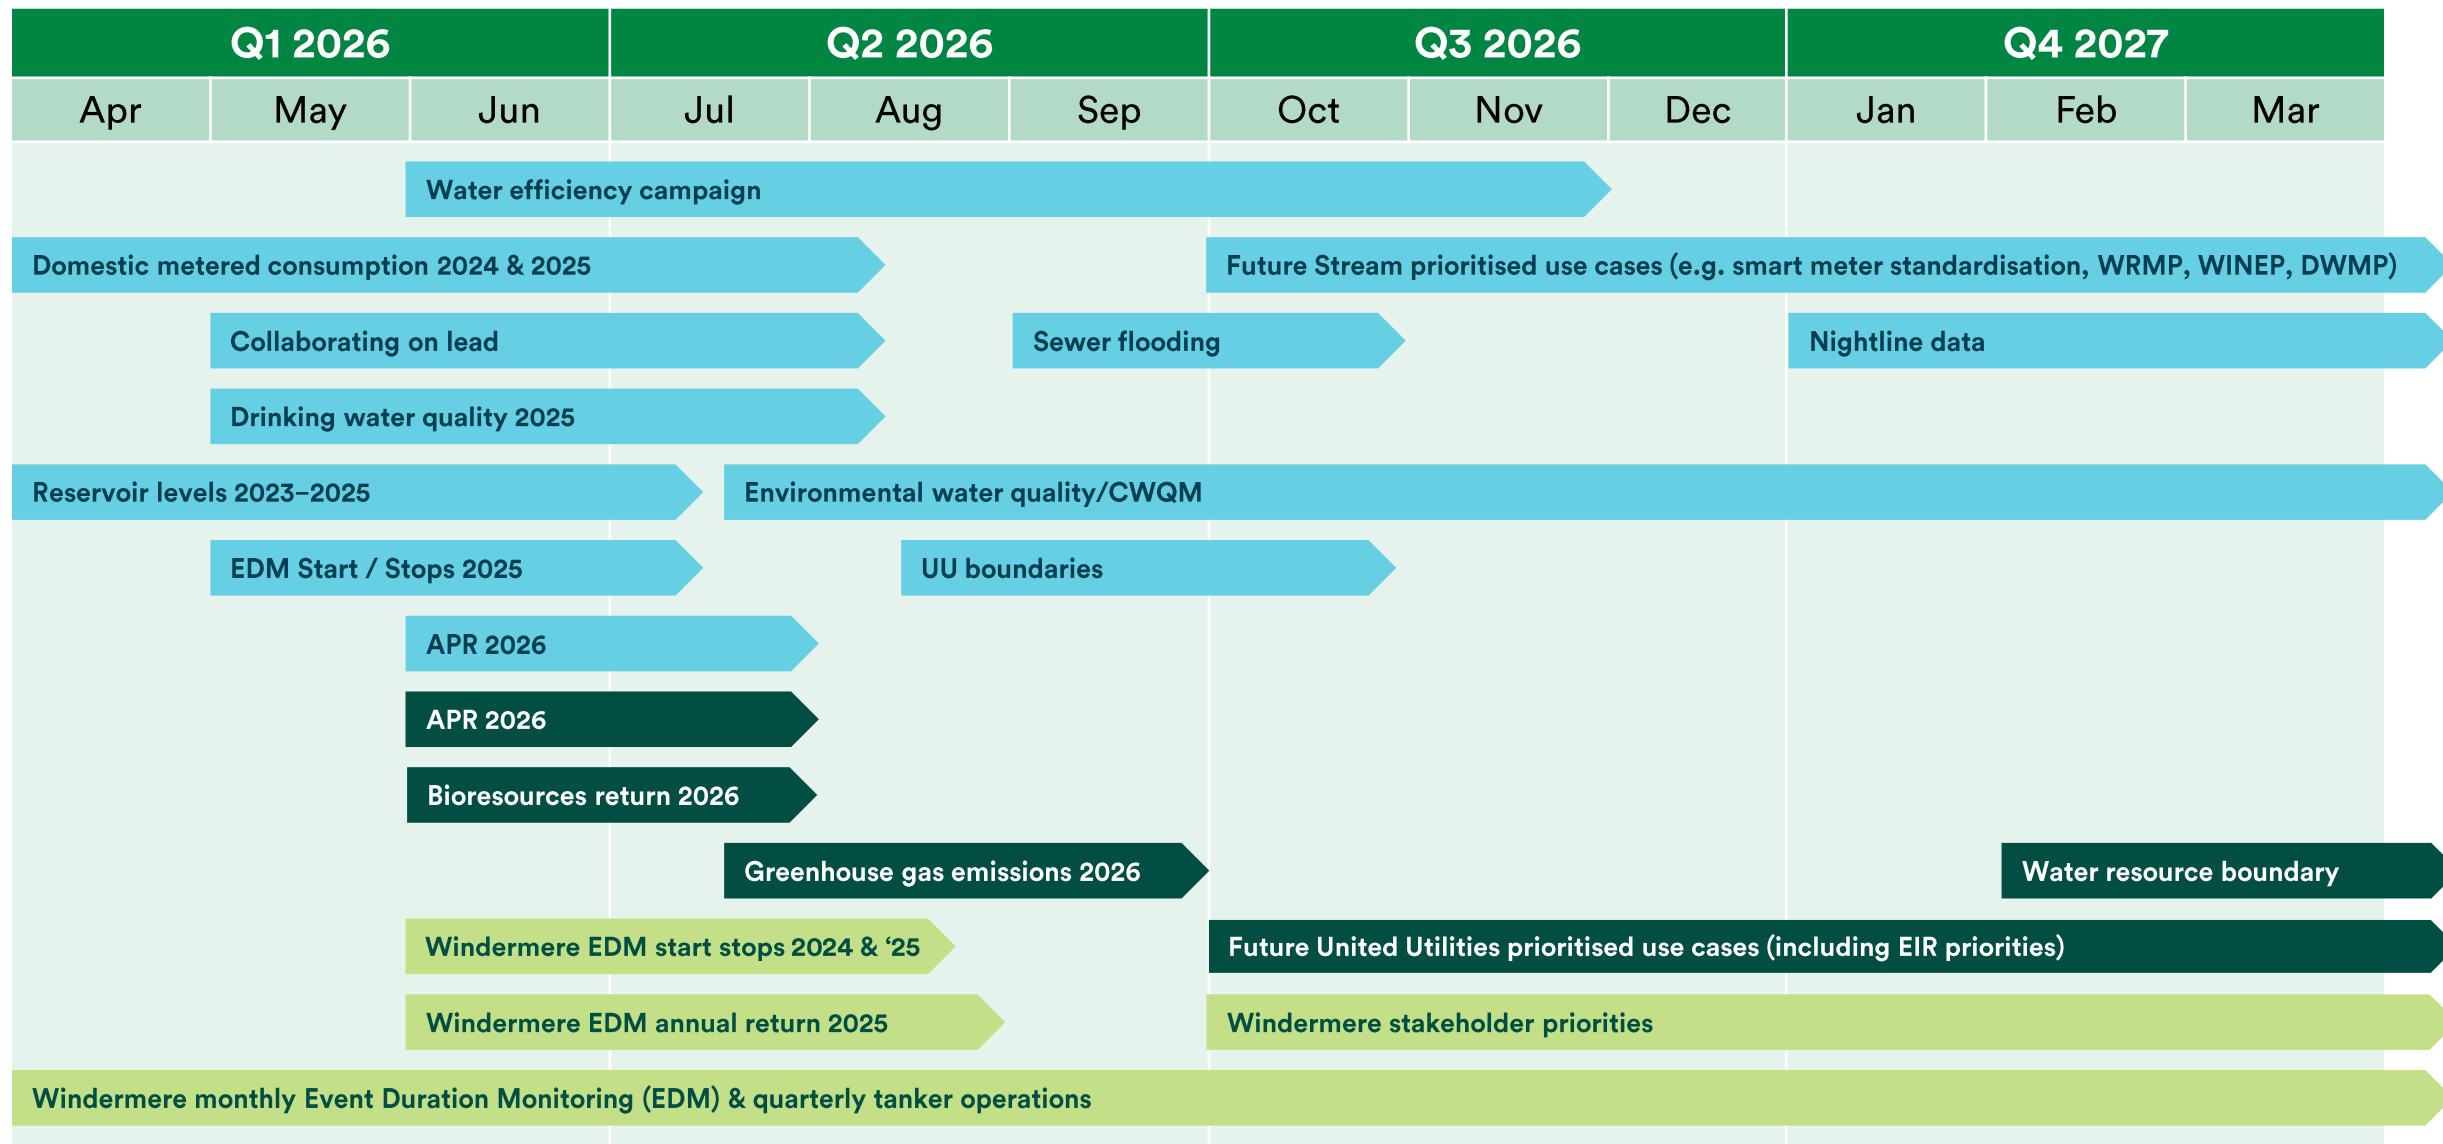 Q1 2026 Q2 2026 Q3 2026 Q4 2027
Apr May Jun Jul Aug Sep Oct Nov Dec Jan Feb Mar
Water efficiency campaign
Domestic metered consumption 2024 & 2025 Future Stream prioritised use cases (e.g. smart meter standardisation, WRMP, WINEP, DWMP)
Collaborating on lead Sewer flooding Nightline data
Drinking water quality 2025
Reservoir levels 2023–2025 Environmental water quality/CWQM
EDM Start / Stops 2025 UU boundaries
APR 2026
APR 2026
Bioresources return 2026
Greenhouse gas emissions 2026 Water resource boundary
Windermere EDM start stops 2024 & ‘25 Future United Utilities prioritised use cases (including EIR priorities)
Windermere EDM annual return 2025 Windermere stakeholder priorities
Windermere monthly Event Duration Monitoring (EDM) & quarterly tanker operations